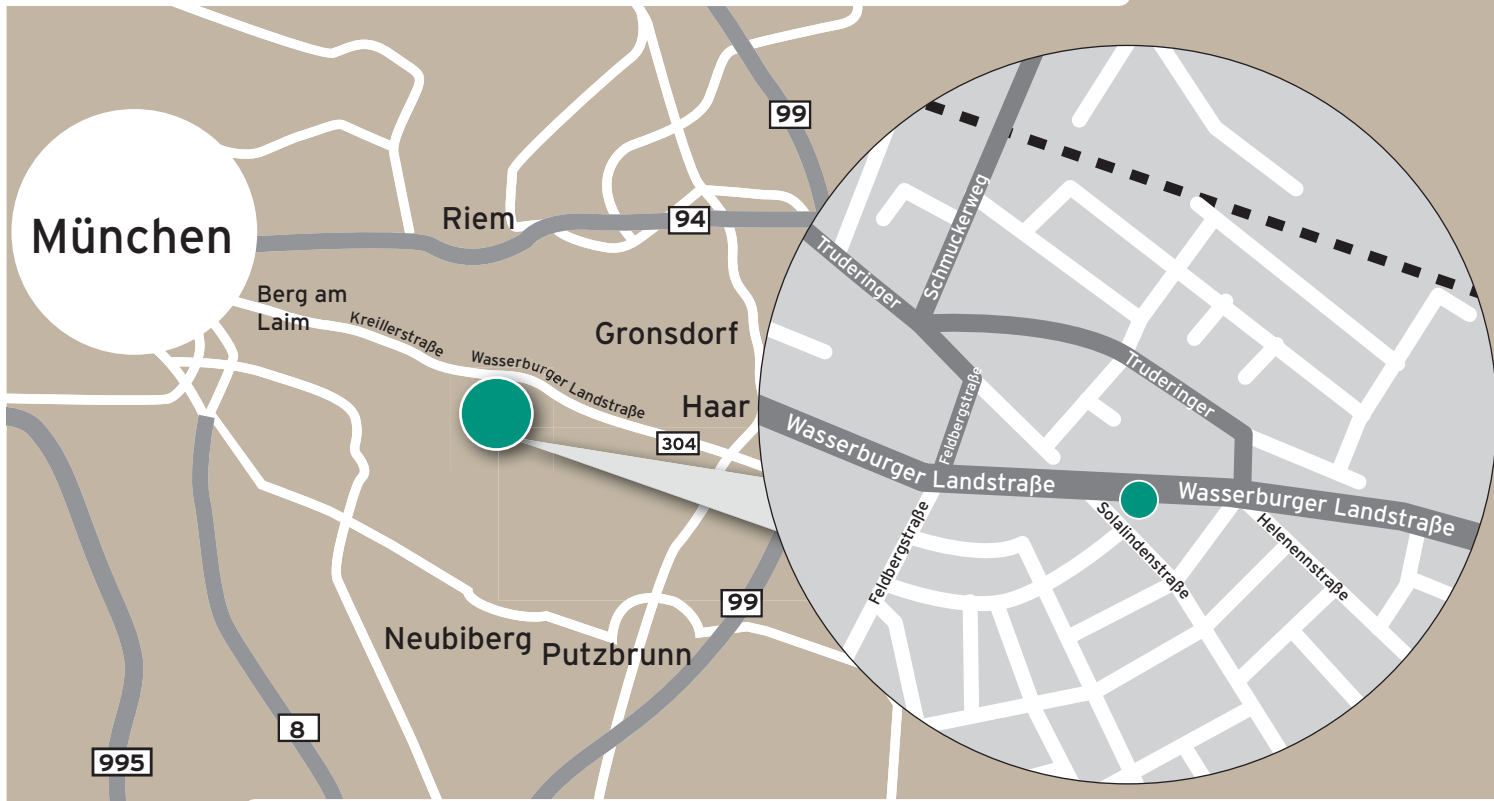 99
Riem
94
München
Berg am
Laim
Kreillerstraße
Wasserburger Landstraße
Gronsdorf
Haar
304
99
Neubiberg
Putzbrunn
8
995
Schmuckerweg
Truderinger
Truderinger
Feldbergstraße
Wasserburger Landstraße
Wasserburger Landstraße
Feldbergstraße
Solalindenstraße
Helenennstraße